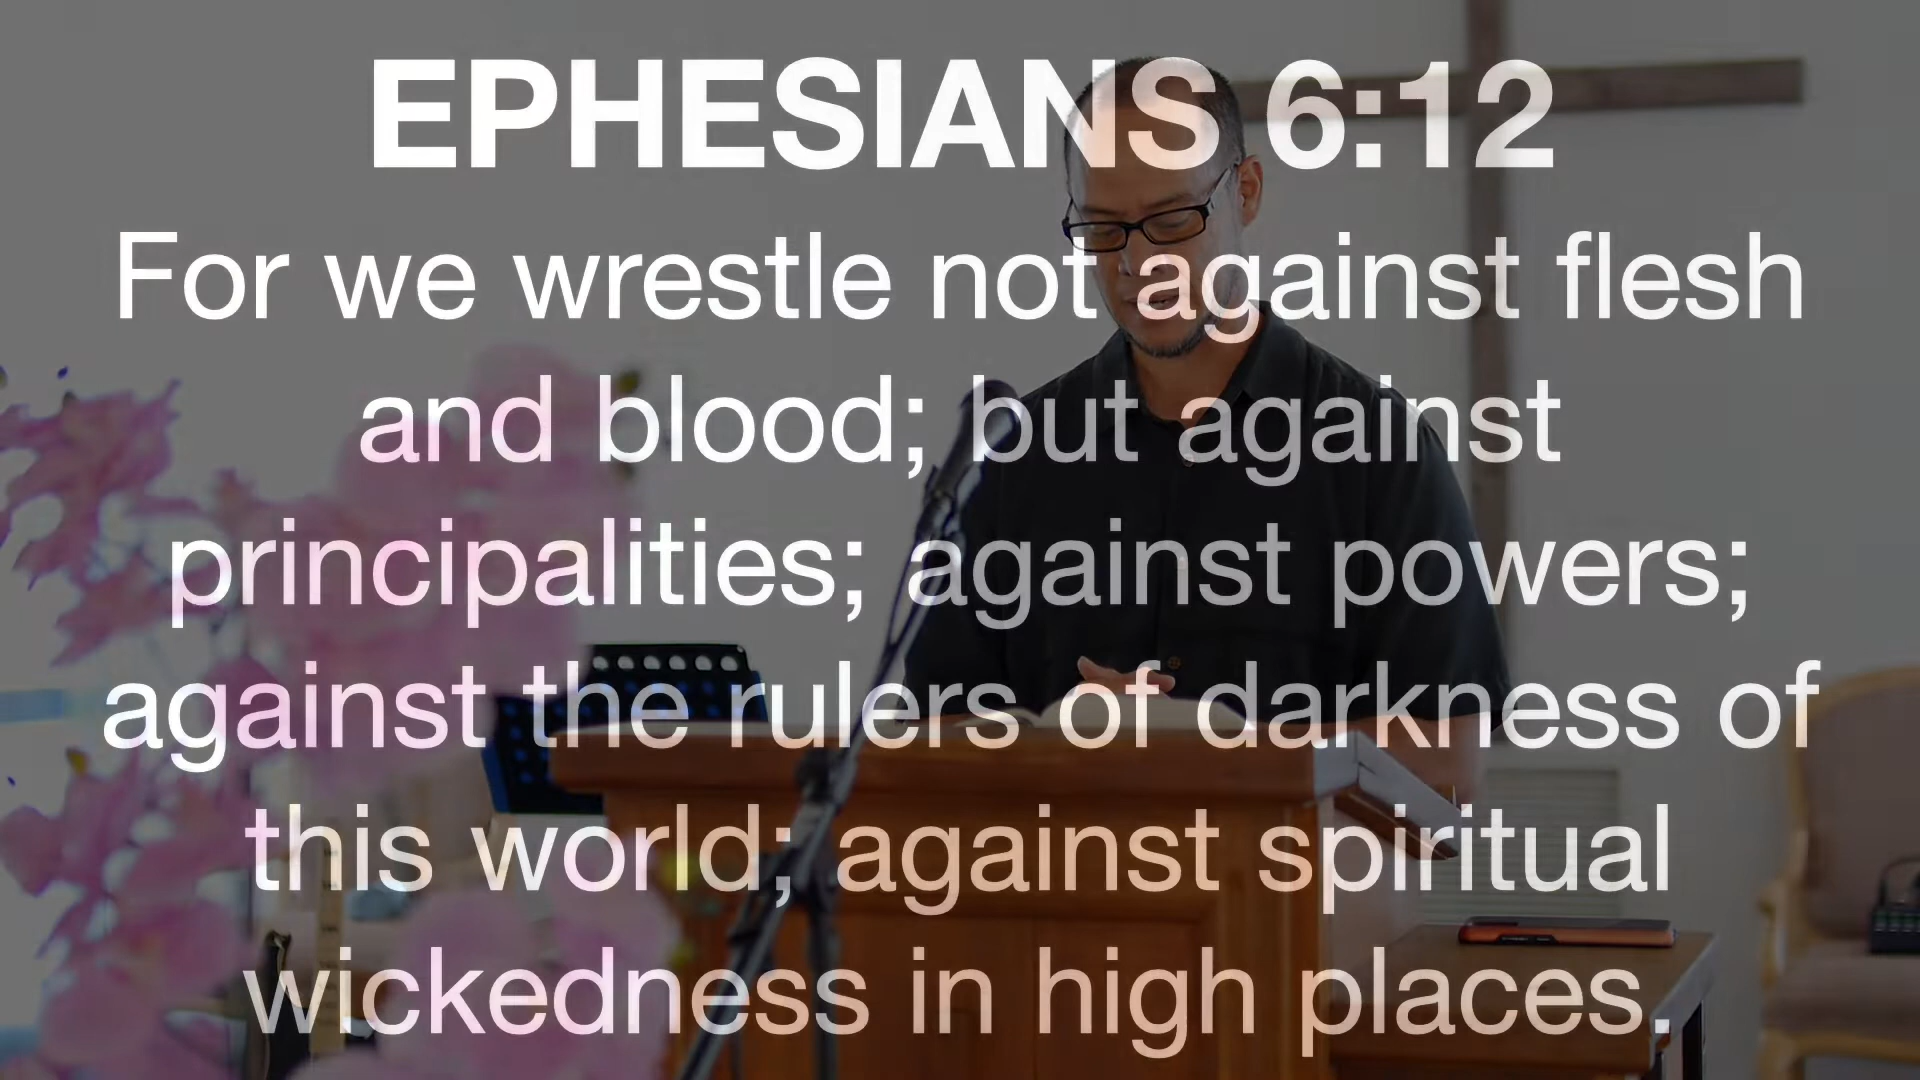 EPHESIANS 6:12
For we wrestle not against flesh
and blood; but against
principalities; against powers;
against the rulers of darkness of
this world; against spiritual
wickedness in high places.